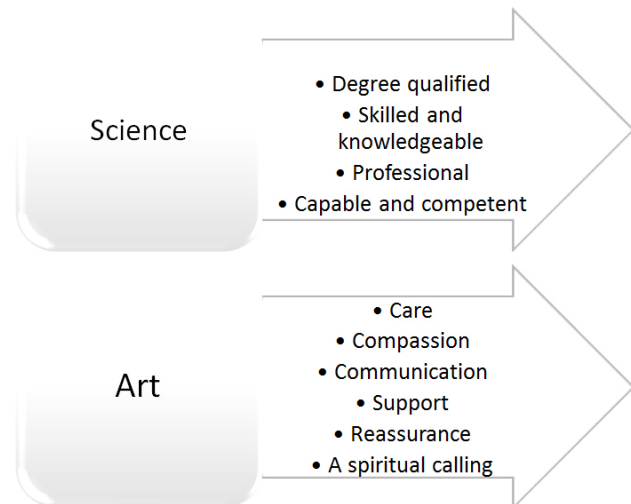 Science
• Degree qualified
• Skilled and
knowledgeable
• Professional
• Capable and competent
Art
• Care
• Compassion
• Communication
• Support
• Reassurance
• A spiritual calling